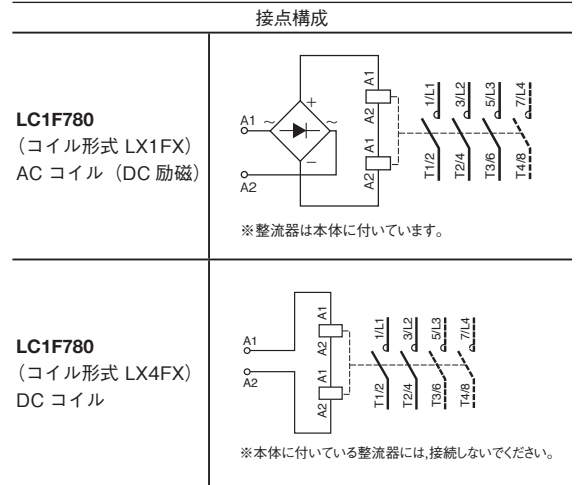 接点構成
LC1F780
（コイル形式 LX1FX）
AC コイル（DC 励磁）
A1
A2
～
～
+
−
A1
A2
A1
A2
1/L1
3/L2
5/L3
7/L4
T1/2
T2/4
T3/6
T4/8
※整流器は本体に付いています。
LC1F780
（コイル形式 LX4FX）
DC コイル
A1
A2
A1
A2
A1
A2
1/L1
3/L2
5/L3
7/L4
T1/2
T2/4
T3/6
T4/8
※本体に付いている整流器には,接続しないでください。